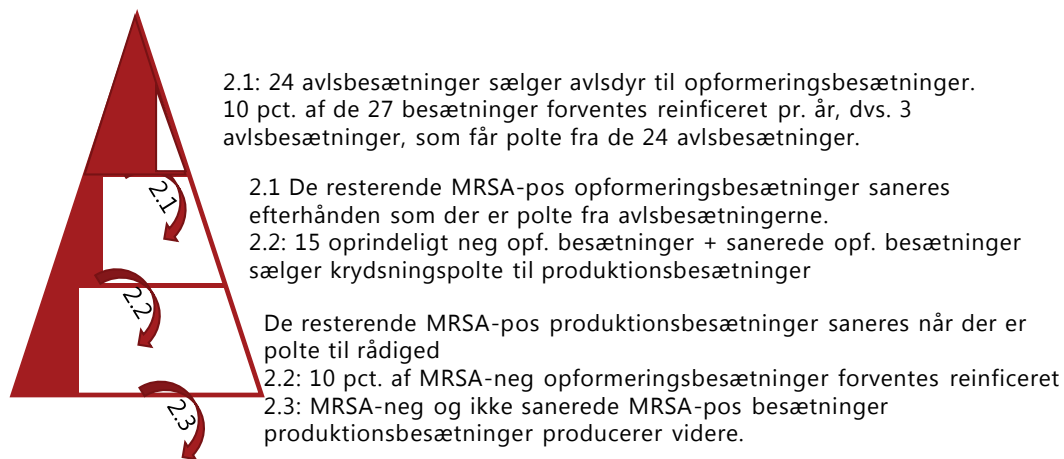 2.1: 24 avlsbesætninger sælger avlsdyr til opformeringsbesætninger.
10 pct. af de 27 besætninger forventes reinficeret pr. år, dvs. 3
avlsbesætninger, som får polte fra de 24 avlsbesætninger.
2.1
2.1 De resterende MRSA-pos opformeringsbesætninger saneres
efterhånden som der er polte fra avlsbesætningerne.
2.2: 15 oprindeligt neg opf. besætninger + sanerede opf. besætninger
sælger krydsningspolte til produktionsbesætninger
2.2
De resterende MRSA-pos produktionsbesætninger saneres når der er
polte til rådiged
2.2: 10 pct. af MRSA-neg opformeringsbesætninger forventes reinficeret
2.3: MRSA-neg og ikke sanerede MRSA-pos besætninger
produktionsbesætninger producerer videre.
2.3